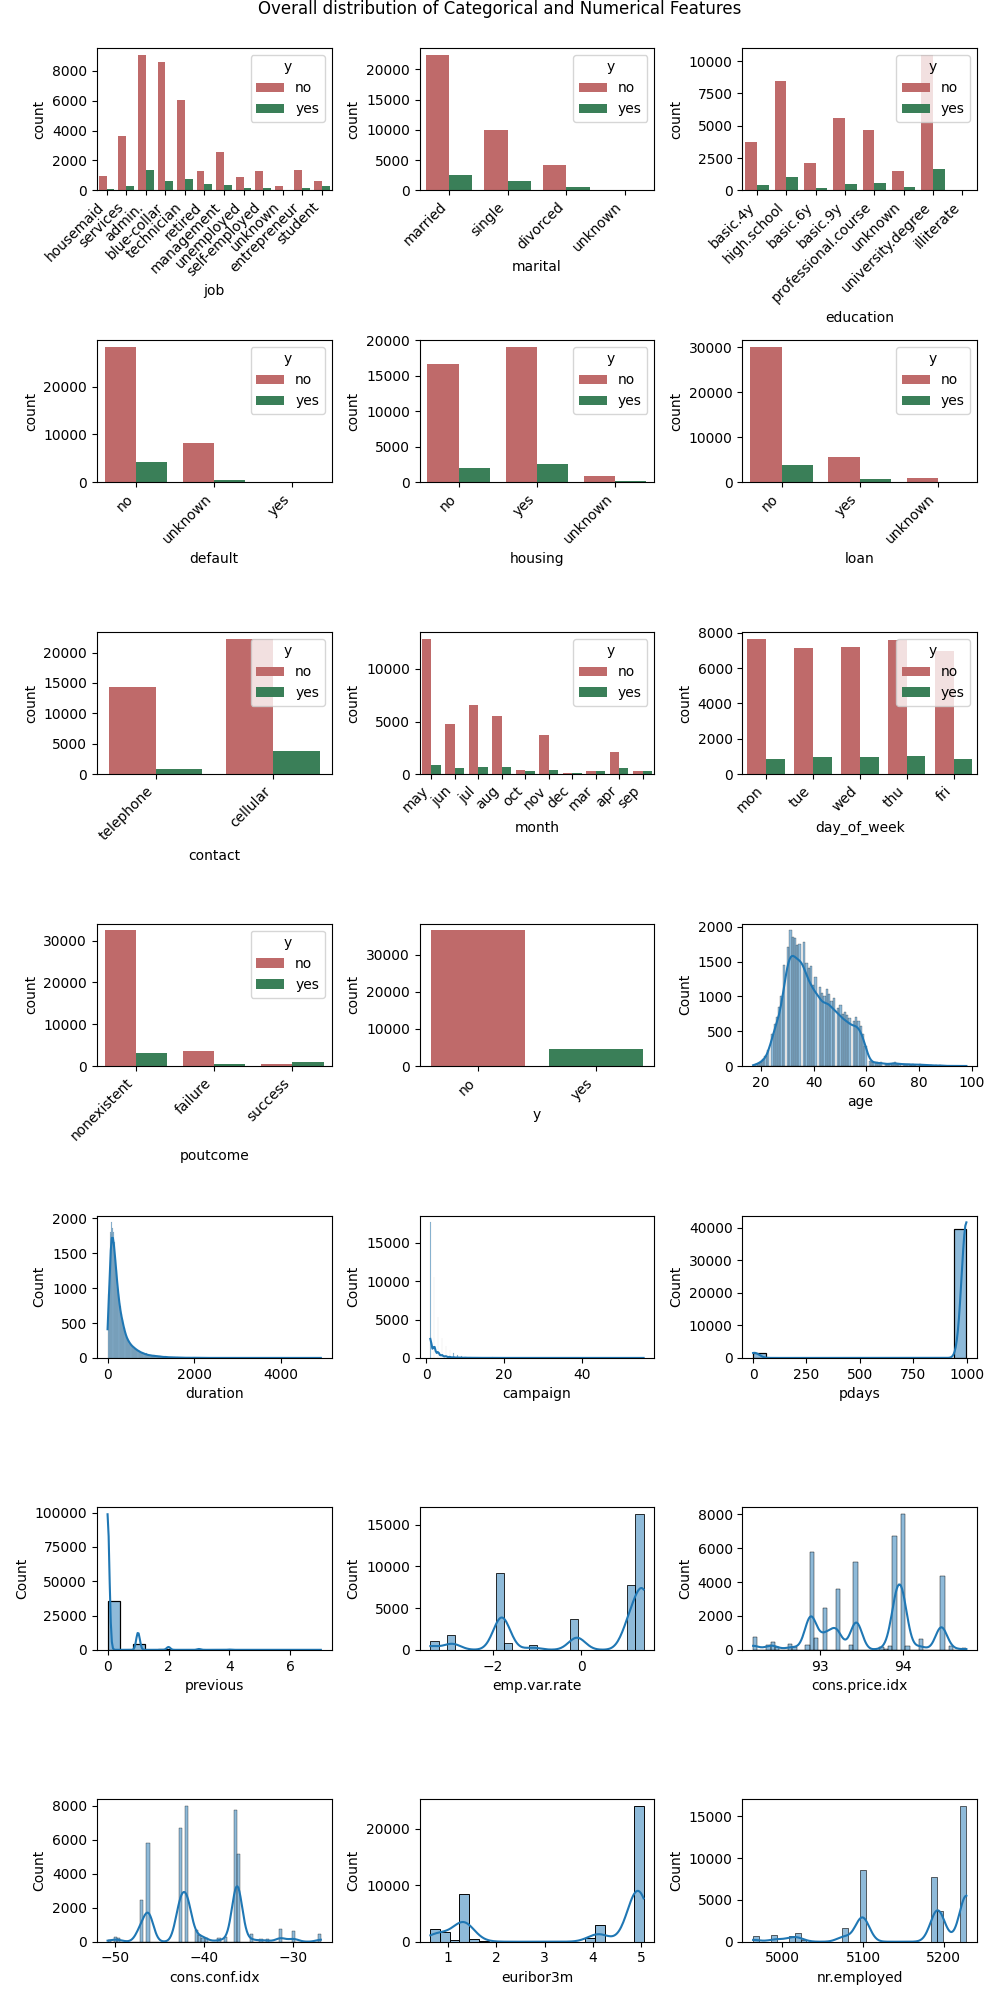 Overall distribution of Categorical and Numerical Features
8000
6000
4000
2000
0
count
y
no
yes
housemaid
services
admin.
blue-collar
technician
retired
management
unemployed
self-employed
unknown
entrepreneur
student
job
20000
15000
10000
5000
0
count
y
no
yes
married
single
divorced
unknown
marital
10000
7500
5000
2500
0
count
y
no
yes
basic.4y
high.school
basic.6y
basic.9y
professional.course
unknown
university.degree
illiterate
education
20000
10000
0
count
y
no
yes
no
unknown
yes
default
20000
15000
10000
5000
0
count
y
no
yes
no
yes
unknown
housing
30000
20000
10000
0
count
y
no
yes
no
yes
unknown
loan
20000
15000
10000
5000
0
count
y
no
yes
telephone
cellular
contact
10000
5000
0
count
y
no
yes
may
jun
jul
aug
oct
nov
dec
mar
apr
sep
month
8000
6000
4000
2000
0
count
y
no
yes
mon
tue
wed
thu
fri
day_of_week
30000
20000
10000
0
count
y
no
yes
nonexistent
failure
success
poutcome
30000
20000
10000
0
count
no
yes
y
2000
1500
1000
500
0
Count
20 40 60 80 100
age
2000
1500
1000
500
0
Count
0 2000 4000
duration
15000
10000
5000
0
Count
0 20 40
campaign
40000
30000
20000
10000
0
Count
0 250 500 750 1000
pdays
100000
75000
50000
25000
0
Count
0 2 4 6
previous
15000
10000
5000
0
Count
−2 0
emp.var.rate
8000
6000
4000
2000
0
Count
93 94
cons.price.idx
8000
6000
4000
2000
0
Count
−50 −40 −30
cons.conf.idx
20000
10000
0
Count
1 2 3 4 5
euribor3m
15000
10000
5000
0
Count
5000 5100 5200
nr.employed